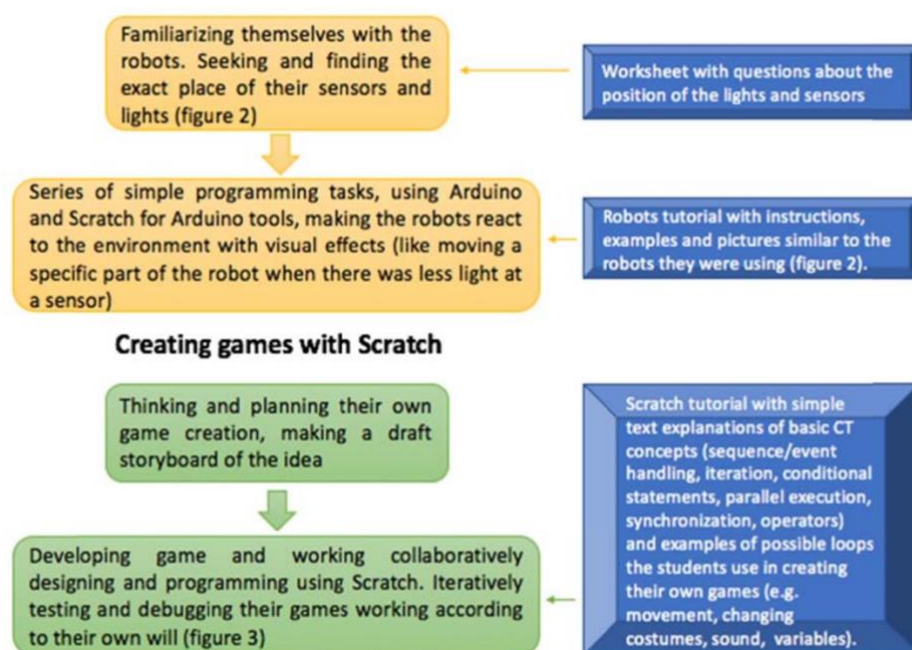 Familiarizing themselves with the
robots. Seeking and finding the
exact place of their sensors and
lights (figure 2)
Worksheet with questions about the
position of the lights and sensors
Series of simple programming tasks, using Arduino
and Scratch for Arduino tools, making the robots react
to the environment with visual effects (like moving a
specific part of the robot when there was less light at
a sensor)
Robots tutorial with instructions,
examples and pictures similar to the
robots they were using (figure 2).
Creating games with Scratch
Thinking and planning their own
game creation, making a draft
storyboard of the idea
Developing game and working collaboratively
designing and programming using Scratch. Iteratively
testing and debugging their games working according
to their own will (figure 3)
Scratch tutorial with simple
text explanations of basic CT
concepts (sequence/event
handling, iteration, conditional
statements, parallel execution,
synchronization, operators)
and examples of possible loops
the students use in creating
their own games (e.g.
movement, changing
costumes, sound, variables).